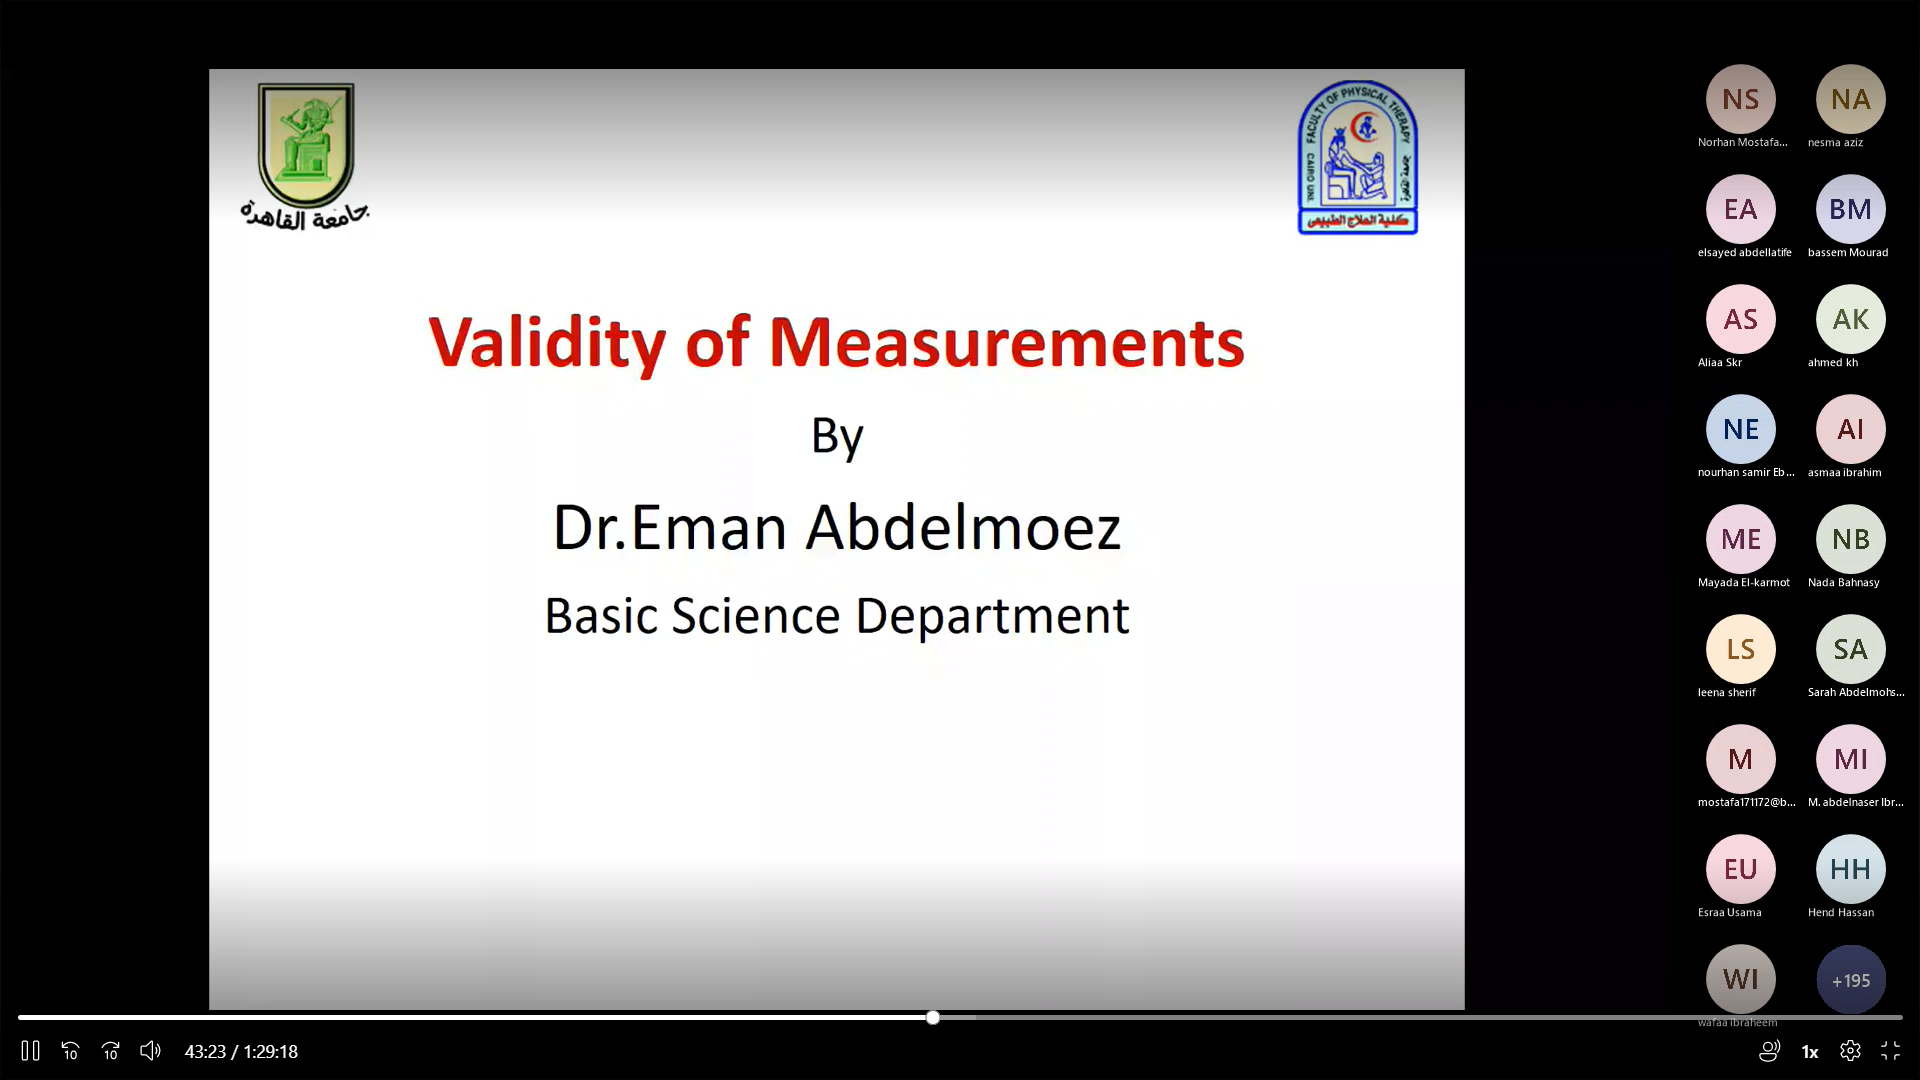 جامعة القاهرة
FACULTY OF PHYSICAL THERAPY
CAIRO UNI.
جامعة القاهرة
كلية العلاج الطبيعى
Validity of Measurements
By
Dr.Eman Abdelmoez
Basic Science Department
NS
NA
Norhan Mostafa...
nesma aziz
EA
BM
elsayed abdellatife
bassem Mourad
AS
AK
Aliaa Skr
ahmed kh
NE
AI
nourhan samir Eb...
asmaa ibrahim
ME
NB
Mayada El-karmot
Nada Bahnasy
LS
SA
leena sherif
Sarah Abdelmohs...
M
MI
mostafa171172@b...
M. abdelnaser Ibr...
EU
HH
Esraa Usama
Hend Hassan
WI
+195
wafaa ibraheem
10
10
43:23 / 1:29:18
1x